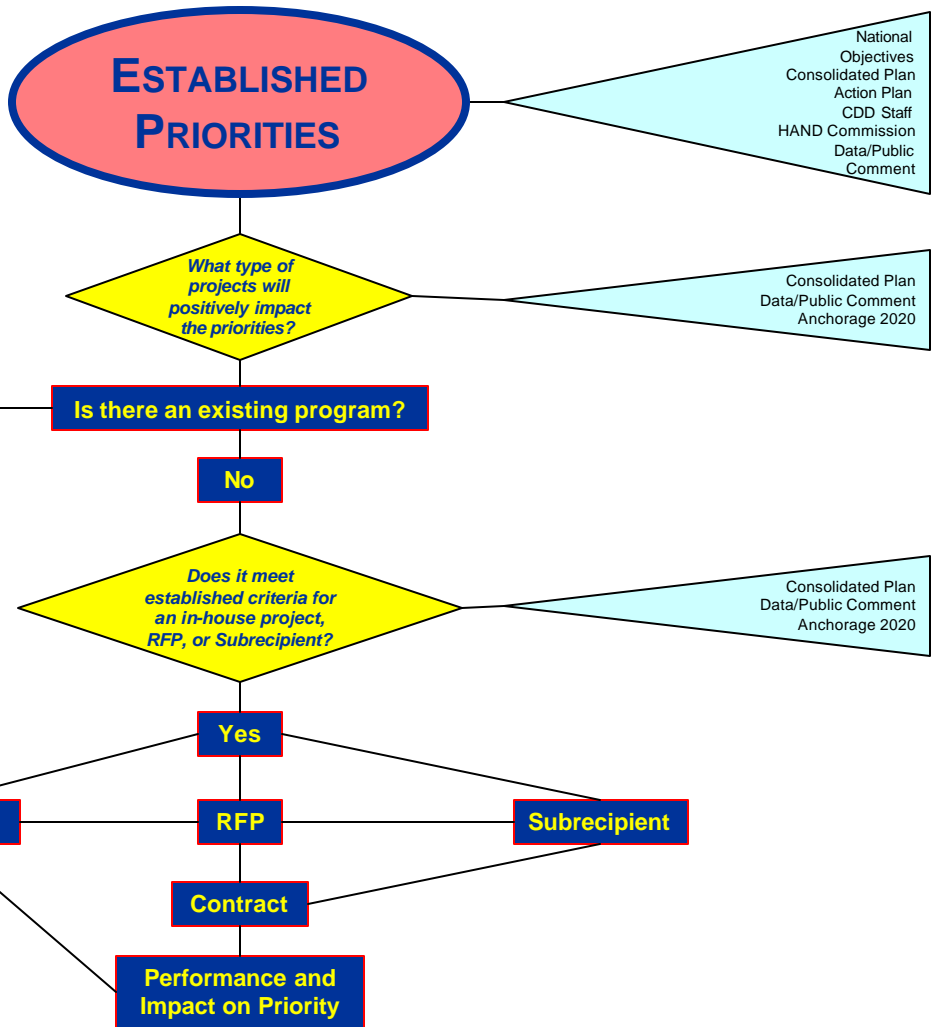 ESTABLISHED
PRIORITIES
National
Objectives
Consolidated Plan
Action Plan
CDD Staff
HAND Commission
Data/Public
Comment
What type of
projects will
positively impact
the priorities?
Consolidated Plan
Data/Public Comment
Anchorage 2020
Is there an existing program?
No
Does it meet
established criteria for
an in-house project,
RFP, or Subrecipient?
Consolidated Plan
Data/Public Comment
Anchorage 2020
Yes
RFP
Subrecipient
Contract
Performance and
Impact on Priority